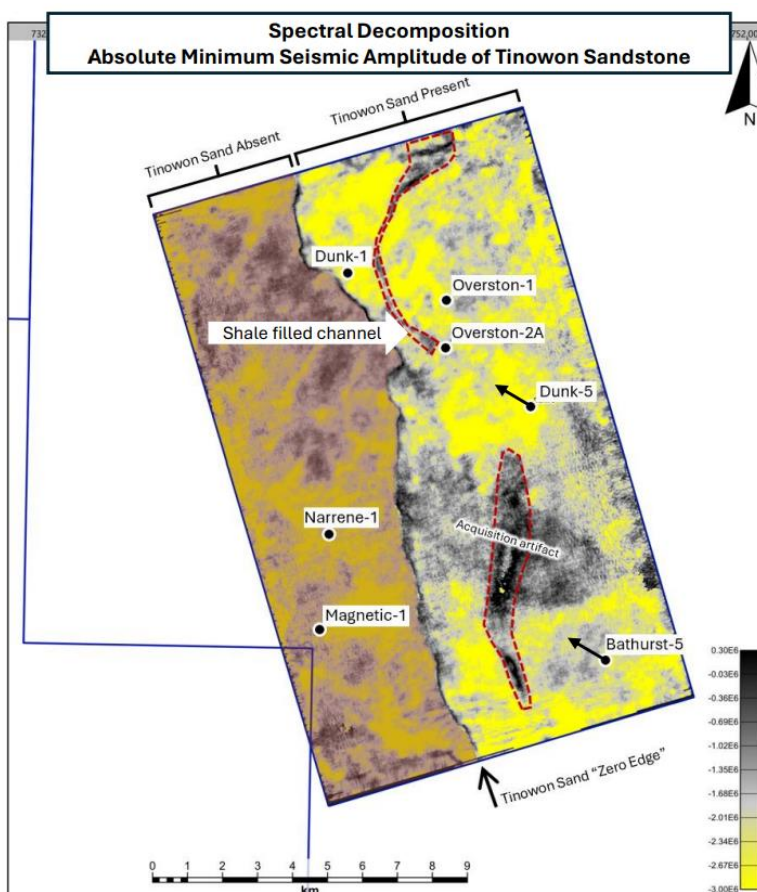 Spectral Decomposition
Absolute Minimum Seismic Amplitude of Tinowon Sandstone
732
752,00
N
Tinowon Sand Absent
Tinowon Sand Present
Dunk-1
Overston-1
Shale filled channel
Overston-2A
Dunk-5
Narrene-1
Acquisition artifact
Magnetic-1
Bathurst-5
0.30E6
-0.03E6
-0.36E6
-0.69E6
-1.02E6
-1.35E6
-1.68E6
-2.01E6
-2.34E6
-2.67E6
-3.00E6
Tinowon Sand "Zero Edge"
0 1 2 3 4 5 6 7 8 9
km